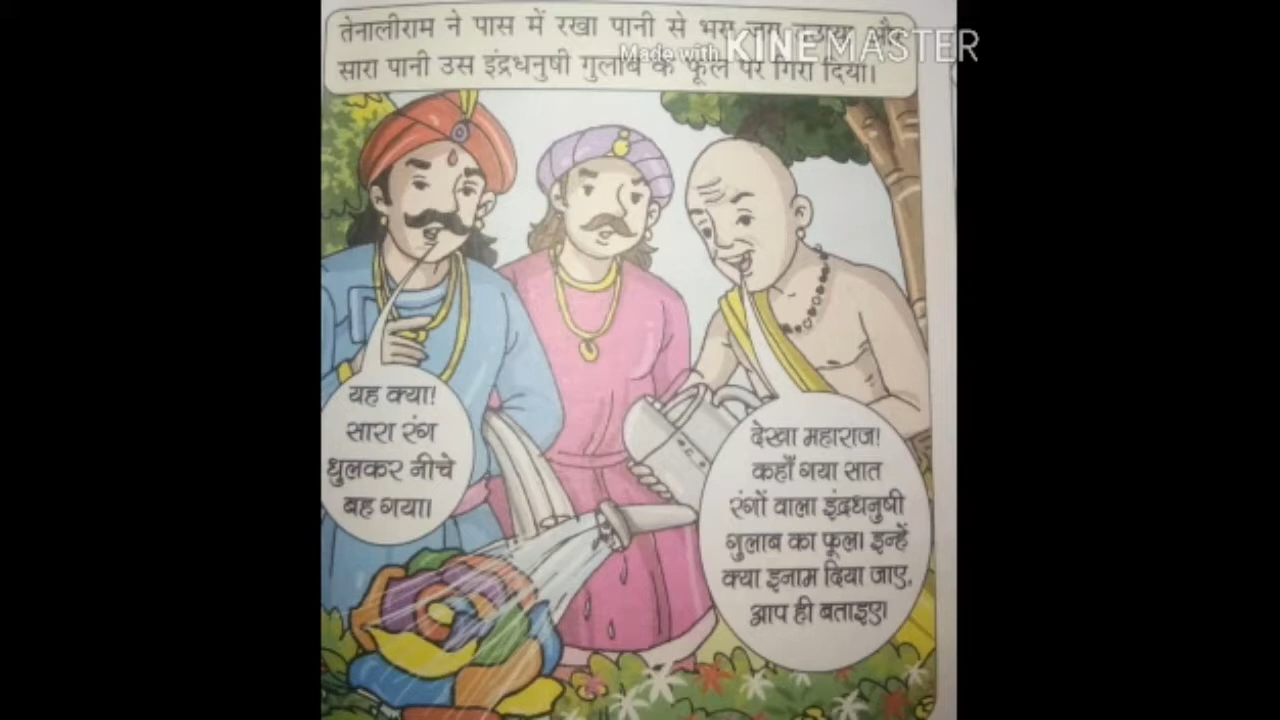 तेनालीराम ने पास में रखा पानी से भरा
Made with KINEMASTER
सारा पानी उस इंद्रधनुषी गुलाब के फूल पर गिरा दिया।
यह क्या!
सारा रंग
धुलकर नीचे
बह गया।
देखा महाराज!
कहाँ गया सात
रंगों वाला इंद्रधनुषी
गुलाब का फूल। इन्हें
क्या इनाम दिया जाए,
आप ही बताइए।